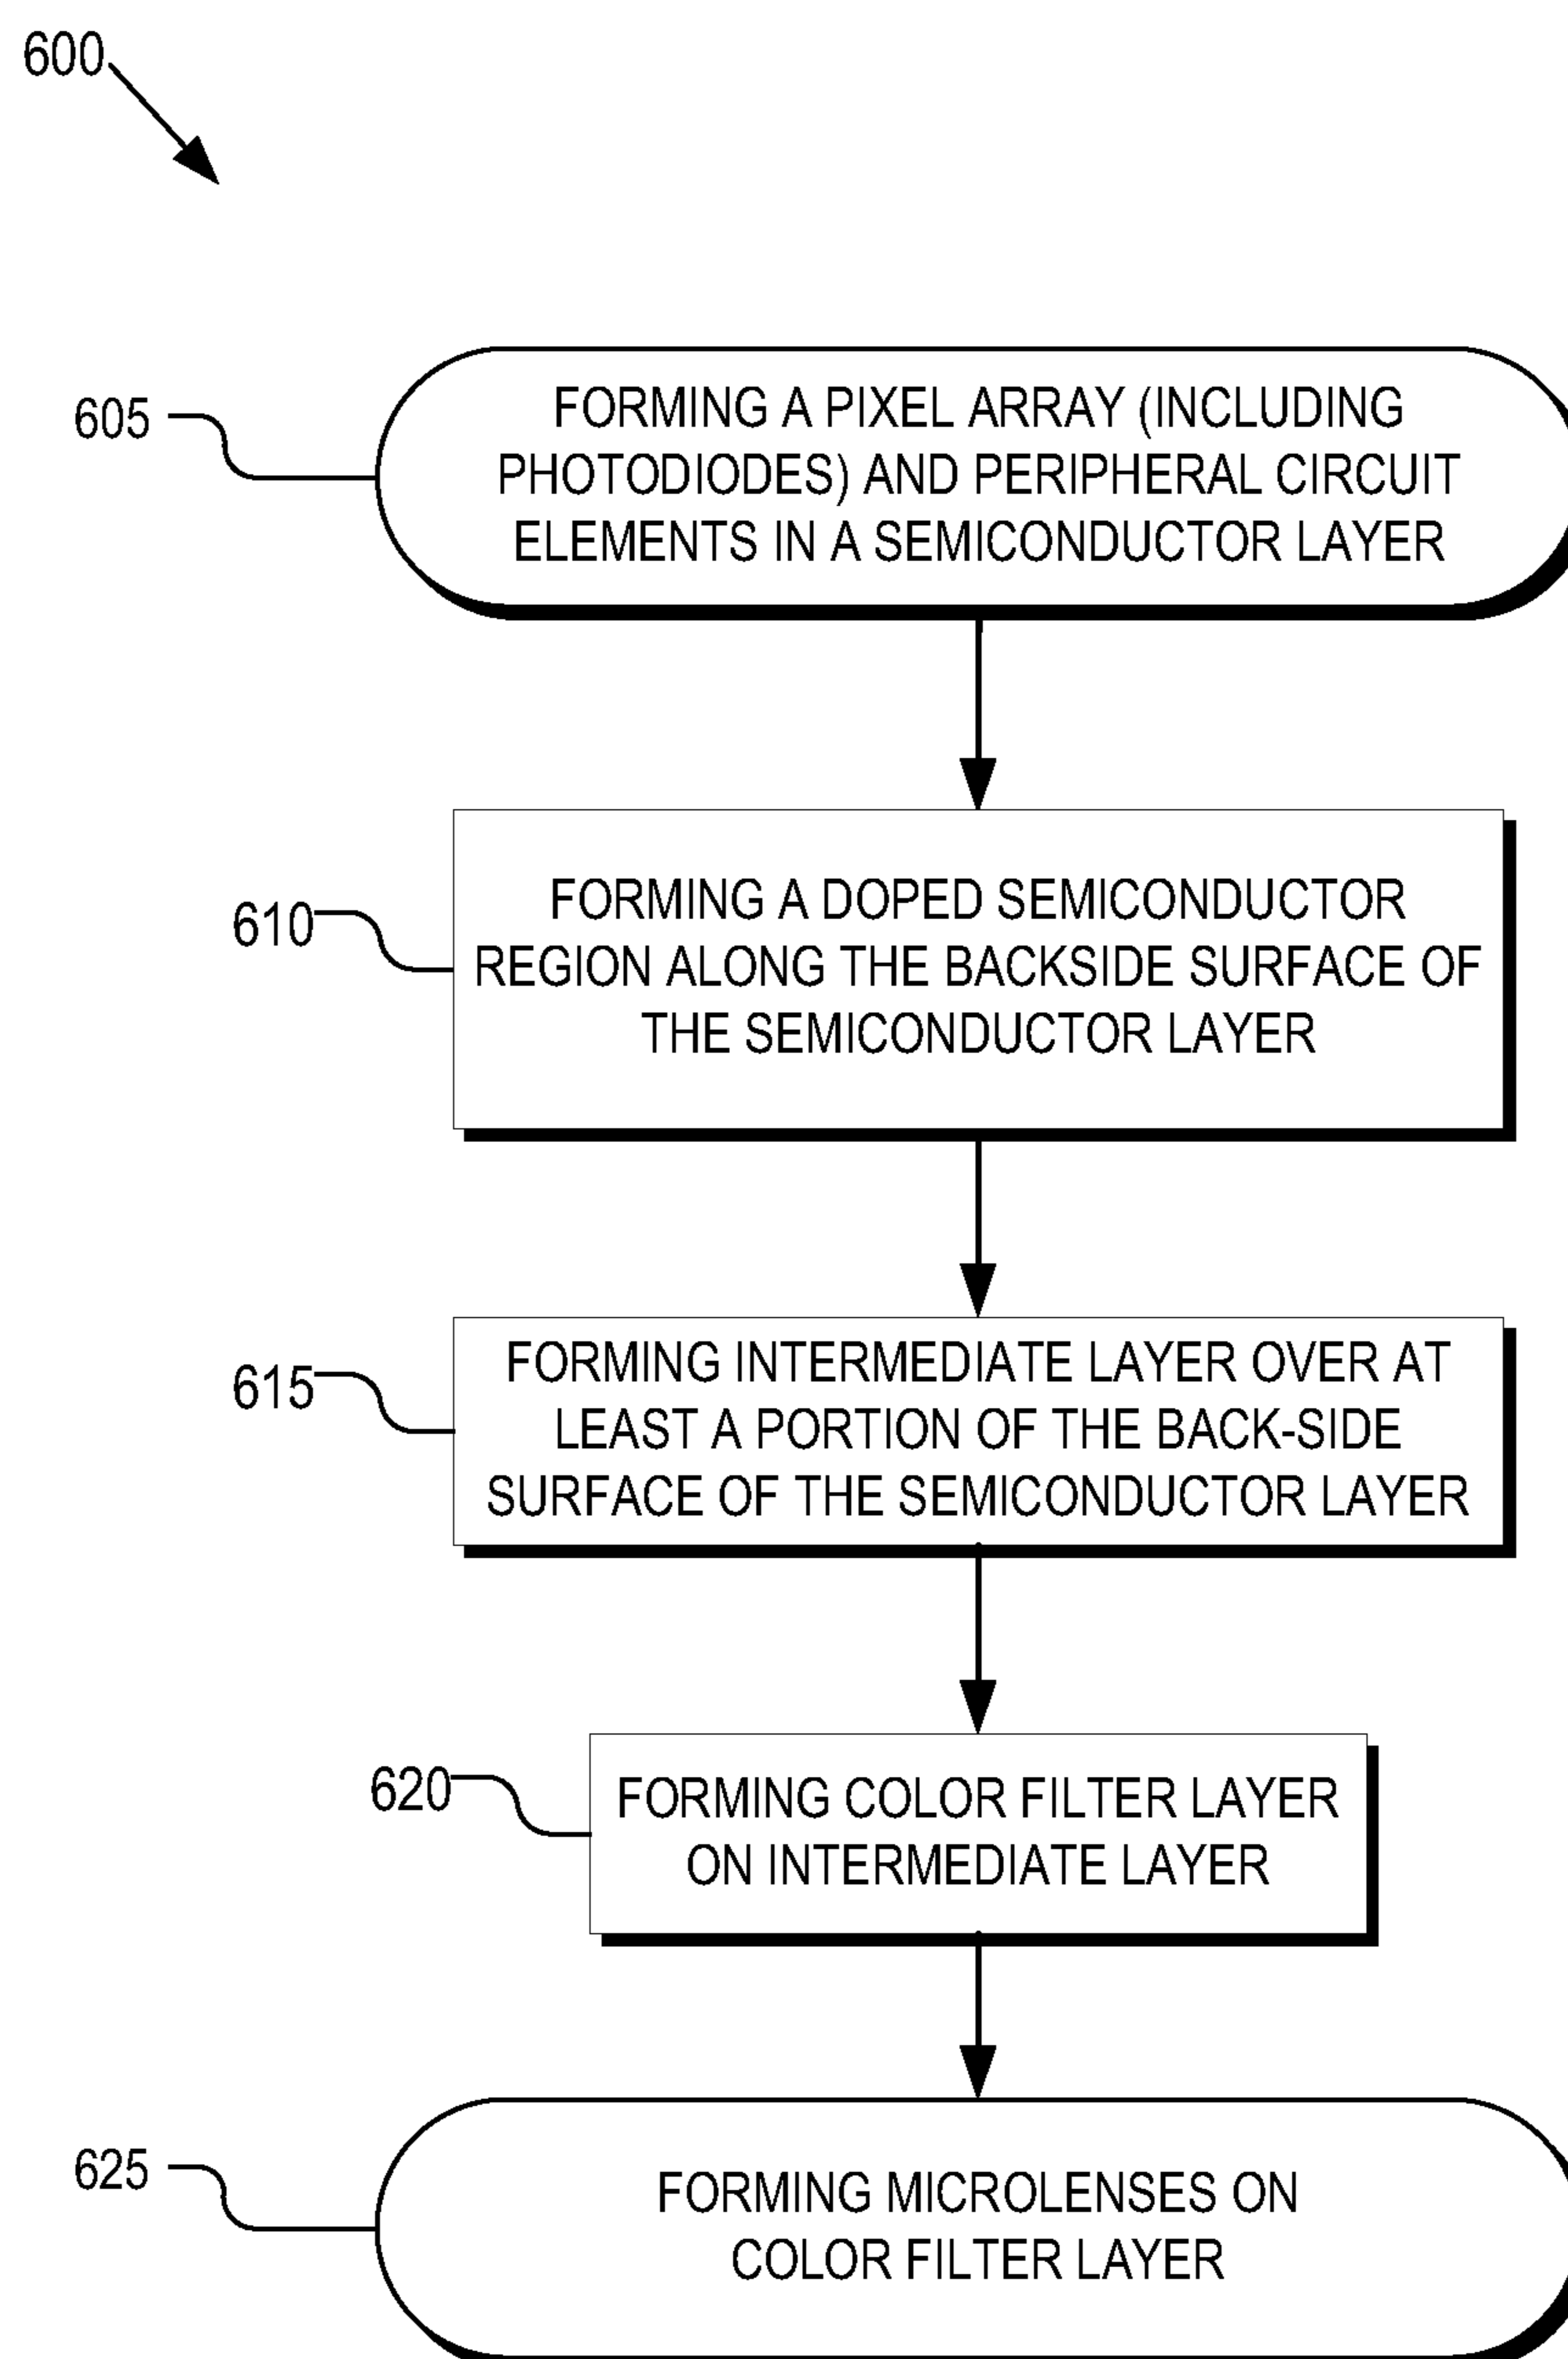 600
605
FORMING A PIXEL ARRAY (INCLUDING
PHOTODIODES) AND PERIPHERAL CIRCUIT
ELEMENTS IN A SEMICONDUCTOR LAYER
610
FORMING A DOPED SEMICONDUCTOR
REGION ALONG THE BACKSIDE SURFACE OF
THE SEMICONDUCTOR LAYER
615
FORMING INTERMEDIATE LAYER OVER AT
LEAST A PORTION OF THE BACK-SIDE
SURFACE OF THE SEMICONDUCTOR LAYER
620
FORMING COLOR FILTER LAYER
ON INTERMEDIATE LAYER
625
FORMING MICROLENSES ON
COLOR FILTER LAYER